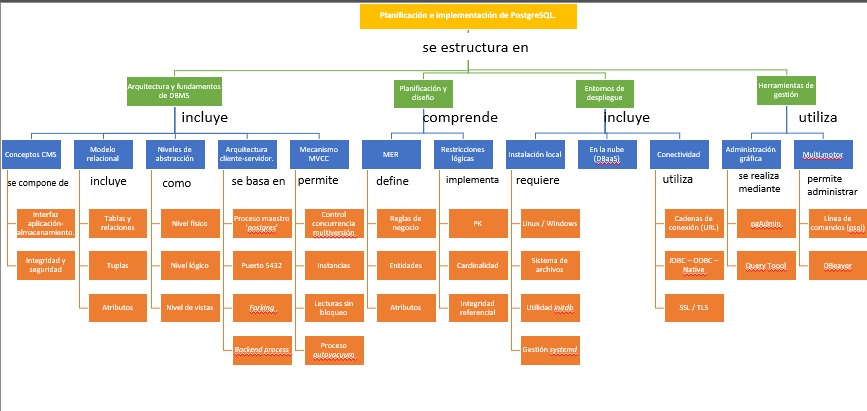 Planificación e implementación de PostgreSQL.
se estructura en
Arquitectura y fundamentos
de DBMS
Planificación y
diseño
Entornos de
despliegue
Herramientas de
gestión
incluye
comprende
incluye
utiliza
Conceptos CMS
Modelo
relacional
Niveles de
abstracción
Arquitectura
cliente-servidor.
Mecanismo
MVCC
MER
Restricciones
lógicas
Instalación local
En la nube
(DBaaS)
Conectividad
Administración
gráfica
Multi.motor
se compone de
incluye
como
se basa en
permite
define
implementa
requiere
utiliza
se realiza
mediante
permite
administrar
Interfaz
aplicación-
almacenamiento.
Tablas y
relaciones
Nivel físico
Proceso maestro
'postgres'
Control
concurrencia
multiversión
Reglas de
negocio
PK
Linux / Windows
Cadenas de
conexión (URL)
pgAdmin
Línea de
comandos (psql)
Integridad y
seguridad
Tuplas
Nivel lógico
Puerto 5432
Instancias
Entidades
Cardinalidad
Sistema de
archivos
JDBC – ODBC –
Native
Query Toool
DBeaver
Atributos
Nivel de vistas
Forking
Lecturas sin
bloqueo
Atributos
Integridad
referencial
Utilidad initdb
SSL / TLS
Backend process
Proceso
autovacuum
Gestión systemd